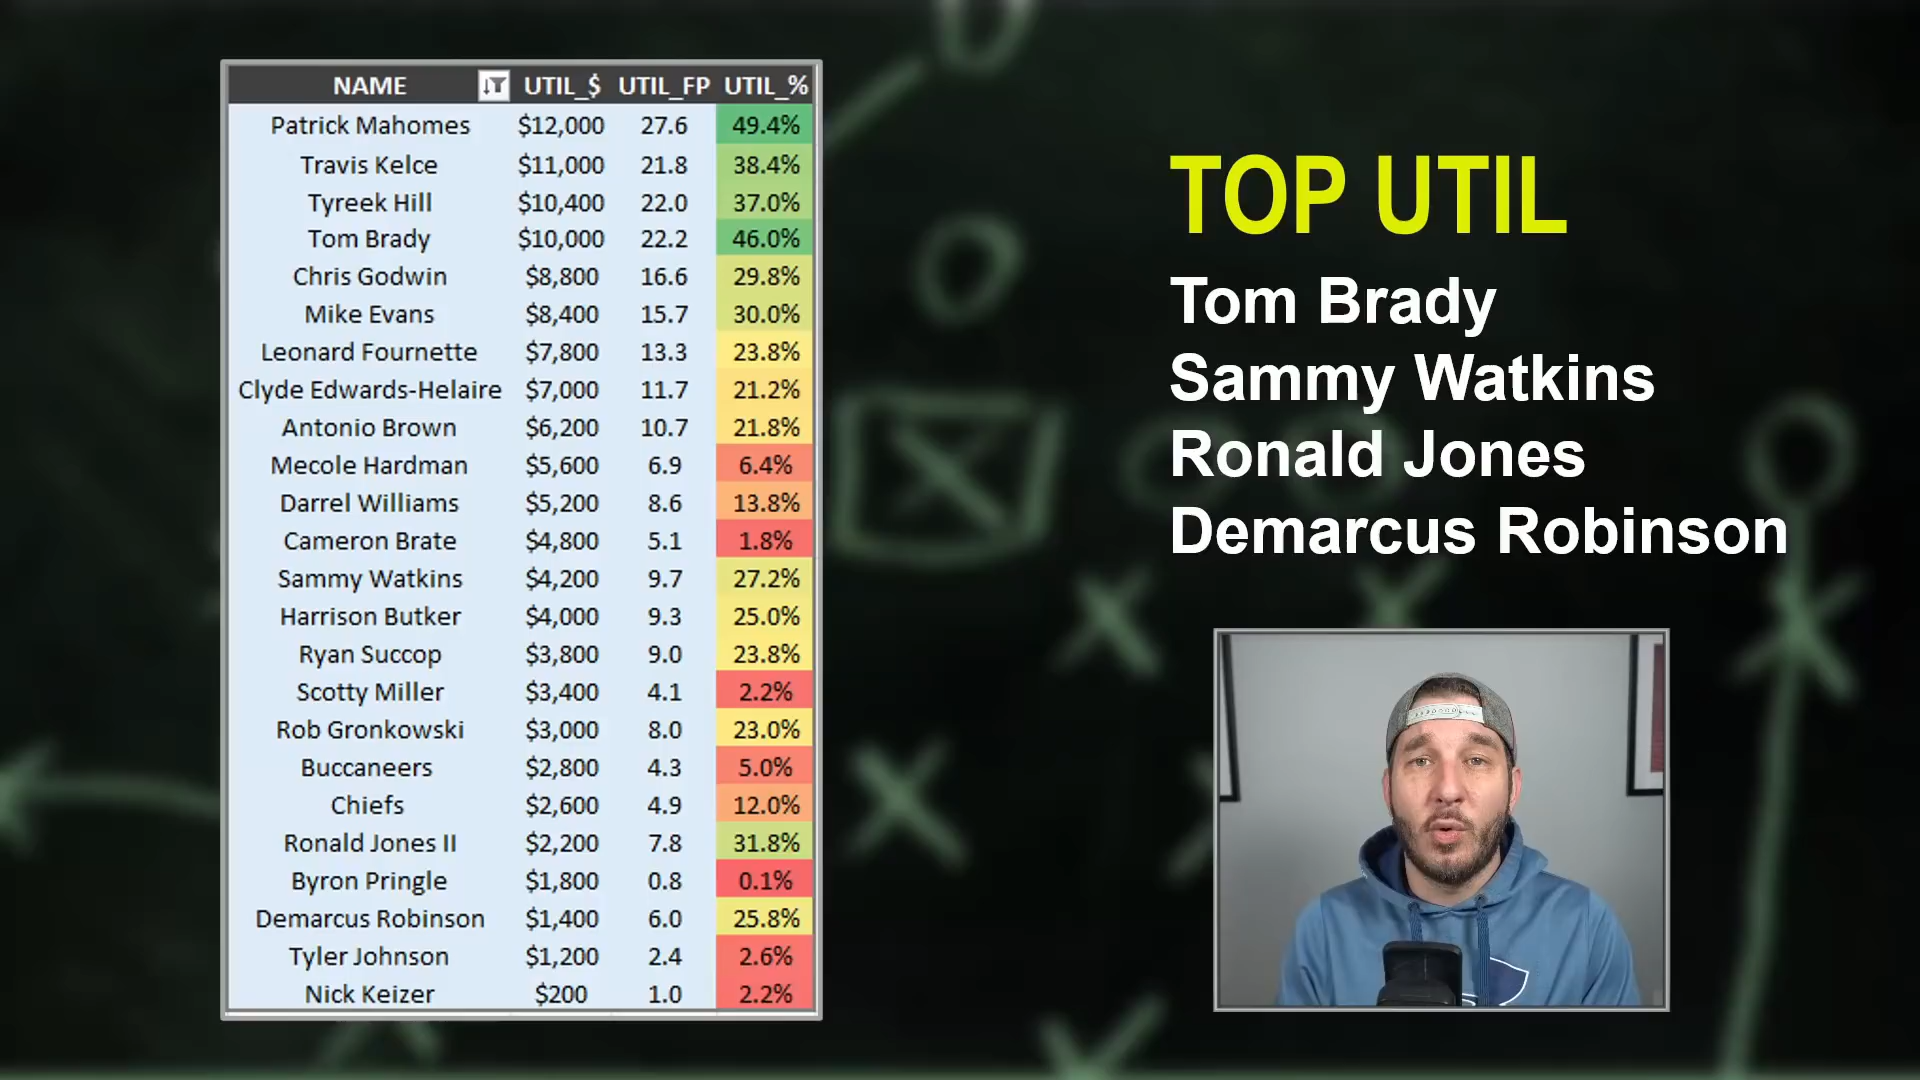 NAME UTIL_$ UTIL_FP UTIL_%
Patrick Mahomes $12,000 27.6 49.4%
Travis Kelce $11,000 21.8 38.4%
Tyreek Hill $10,400 22.0 37.0%
Tom Brady $10,000 22.2 46.0%
Chris Godwin $8,800 16.6 29.8%
Mike Evans $8,400 15.7 30.0%
Leonard Fournette $7,800 13.3 23.8%
Clyde Edwards-Helaire $7,000 11.7 21.2%
Antonio Brown $6,200 10.7 21.8%
Mecole Hardman $5,600 6.9 6.4%
Darrel Williams $5,200 8.6 13.8%
Cameron Brate $4,800 5.1 1.8%
Sammy Watkins $4,200 9.7 27.2%
Harrison Butker $4,000 9.3 25.0%
Ryan Succop $3,800 9.0 23.8%
Scotty Miller $3,400 4.1 2.2%
Rob Gronkowski $3,000 8.0 23.0%
Buccaneers $2,800 4.3 5.0%
Chiefs $2,600 4.9 12.0%
Ronald Jones II $2,200 7.8 31.8%
Byron Pringle $1,800 0.8 0.1%
Demarcus Robinson $1,400 6.0 25.8%
Tyler Johnson $1,200 2.4 2.6%
Nick Keizer $200 1.0 2.2%
TOP UTIL
Tom Brady
Sammy Watkins
Ronald Jones
Demarcus Robinson